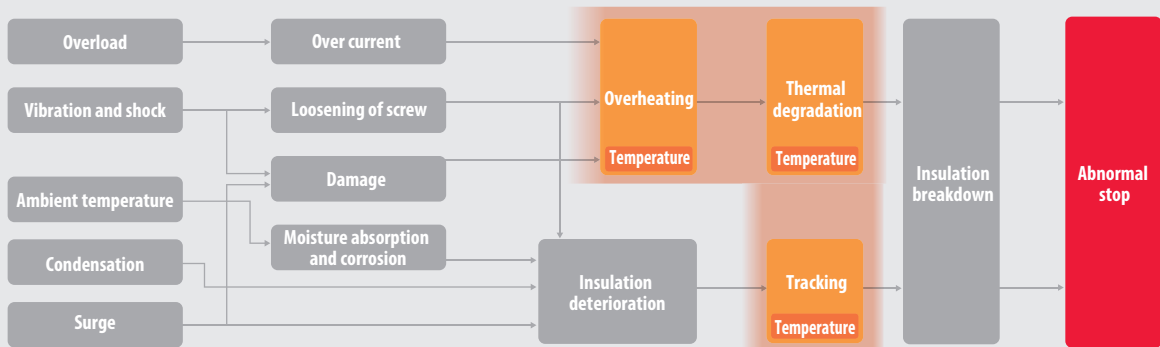 Overload
Over current
Vibration and shock
Loosening of screw
Damage
Ambient temperature
Moisture absorption
and corrosion
Condensation
Surge
Insulation
deterioration
Overheating
Temperature
Thermal
degradation
Temperature
Tracking
Temperature
Insulation
breakdown
Abnormal
stop